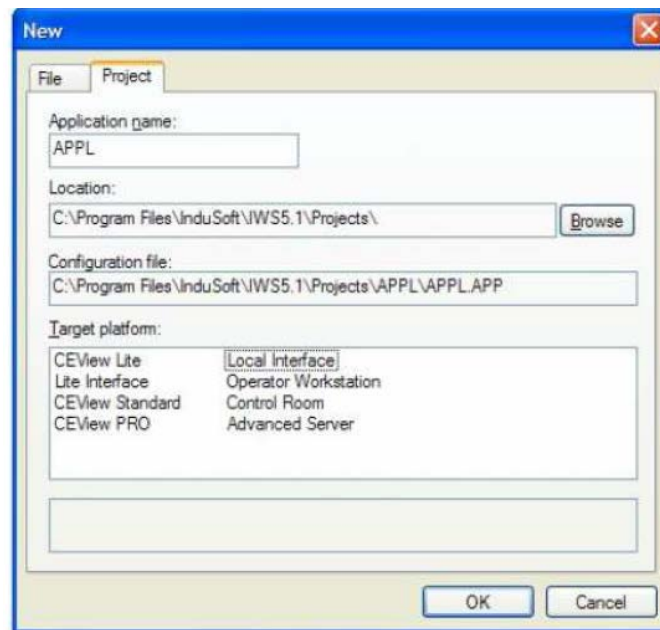 New
File Project
Application name:
APPL
Location:
C:\Program Files\InduSoft\IWS5.1\Projects\
Browse
Configuration file:
C:\Program Files\InduSoft\IWS5.1\Projects\APPL\APPL.APP
Target platform:
CEView Lite Local Interface
Lite Interface Operator Workstation
CEView Standard Control Room
CEView PRO Advanced Server
OK Cancel